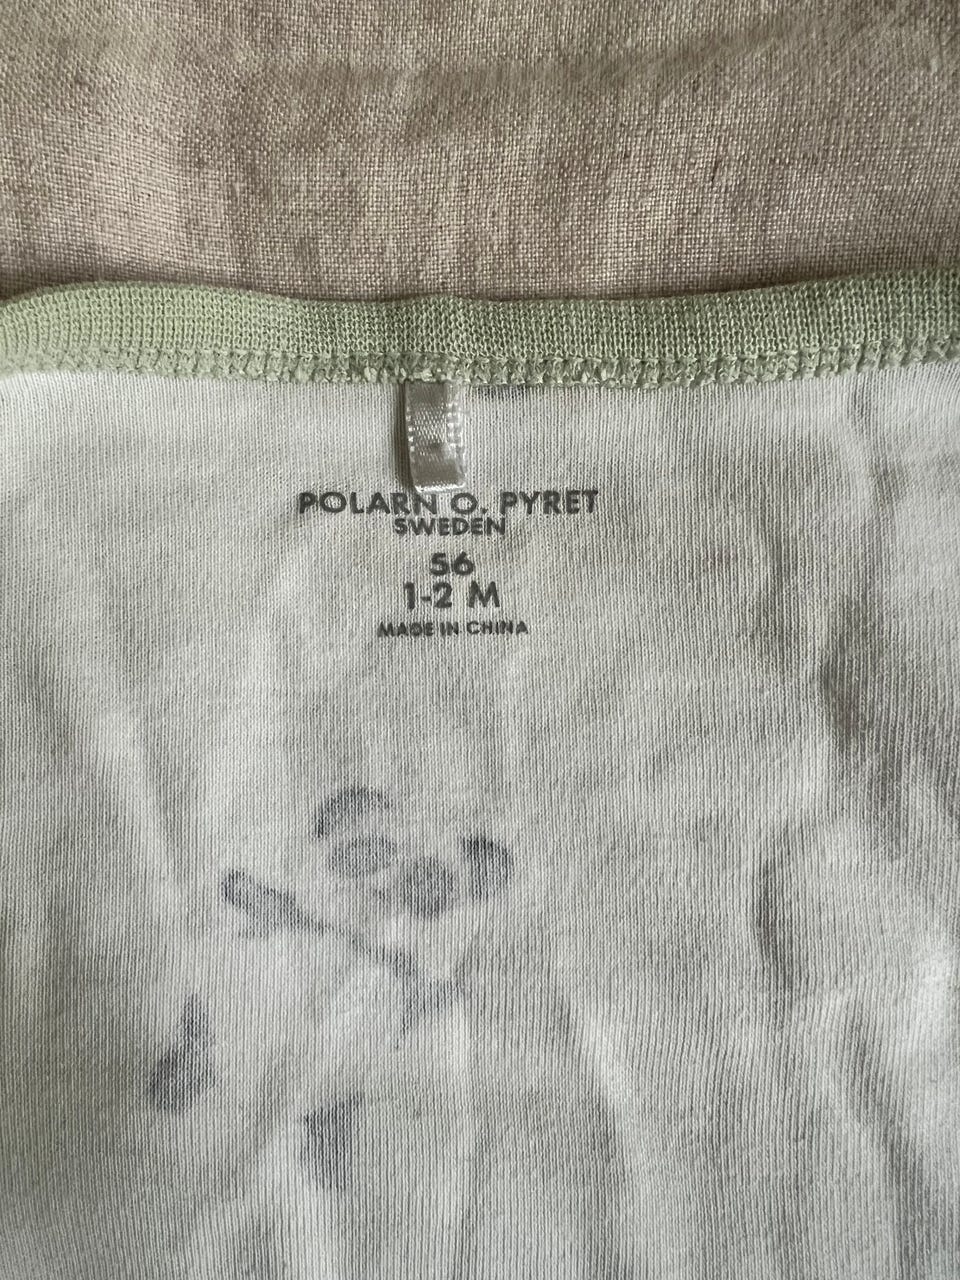 POLARN O. PYRET
SWEDEN
56
1-2 M
MADE IN CHINA